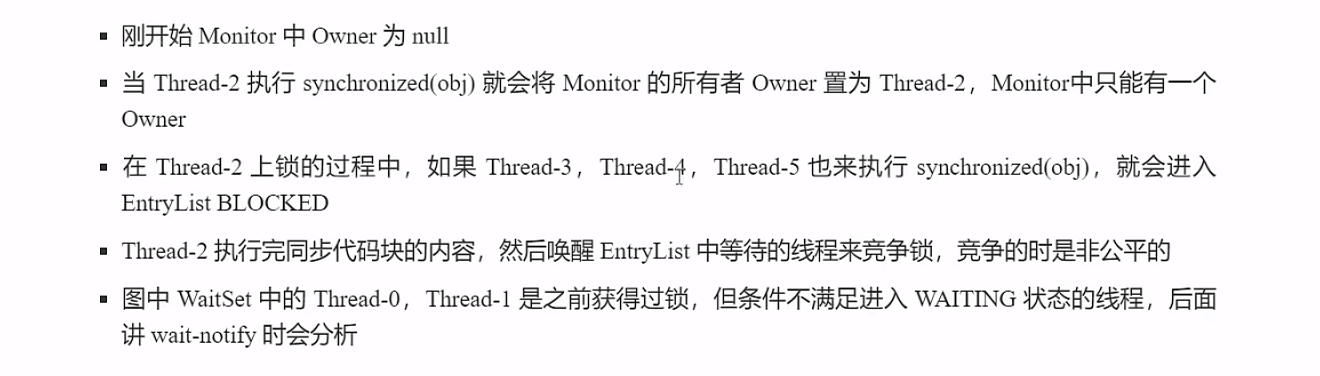 ▪ 刚开始 Monitor 中 Owner 为 null
▪ 当 Thread-2 执行 synchronized(obj) 就会将 Monitor 的所有者 Owner 置为 Thread-2，Monitor中只能有一个
Owner
▪ 在 Thread-2 上锁的过程中，如果 Thread-3，Thread-4，Thread-5 也来执行 synchronized(obj)，就会进入
EntryList BLOCKED
▪ Thread-2 执行完同步代码块的内容，然后唤醒 EntryList 中等待的线程来竞争锁，竞争的时是非公平的
▪ 图中 WaitSet 中的 Thread-0，Thread-1 是之前获得过锁，但条件不满足进入 WAITING 状态的线程，后面
讲 wait-notify 时会分析